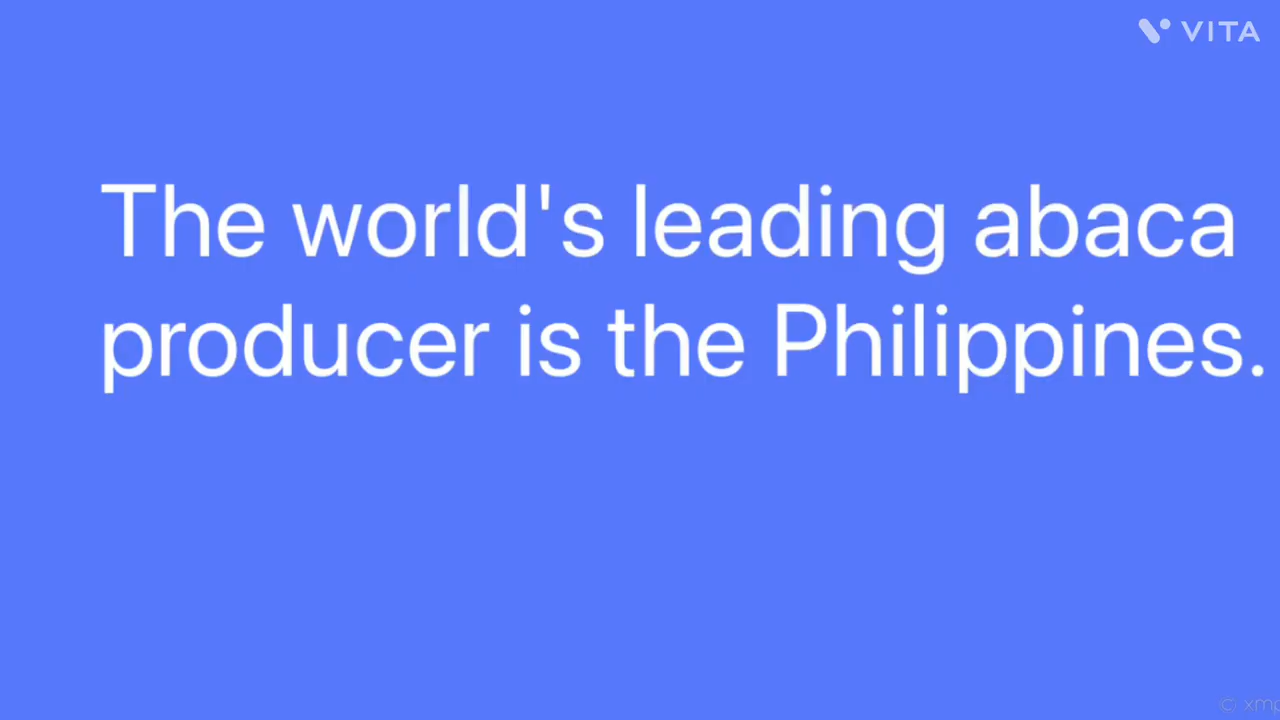 VITA
The world's leading abaca
producer is the Philippines.